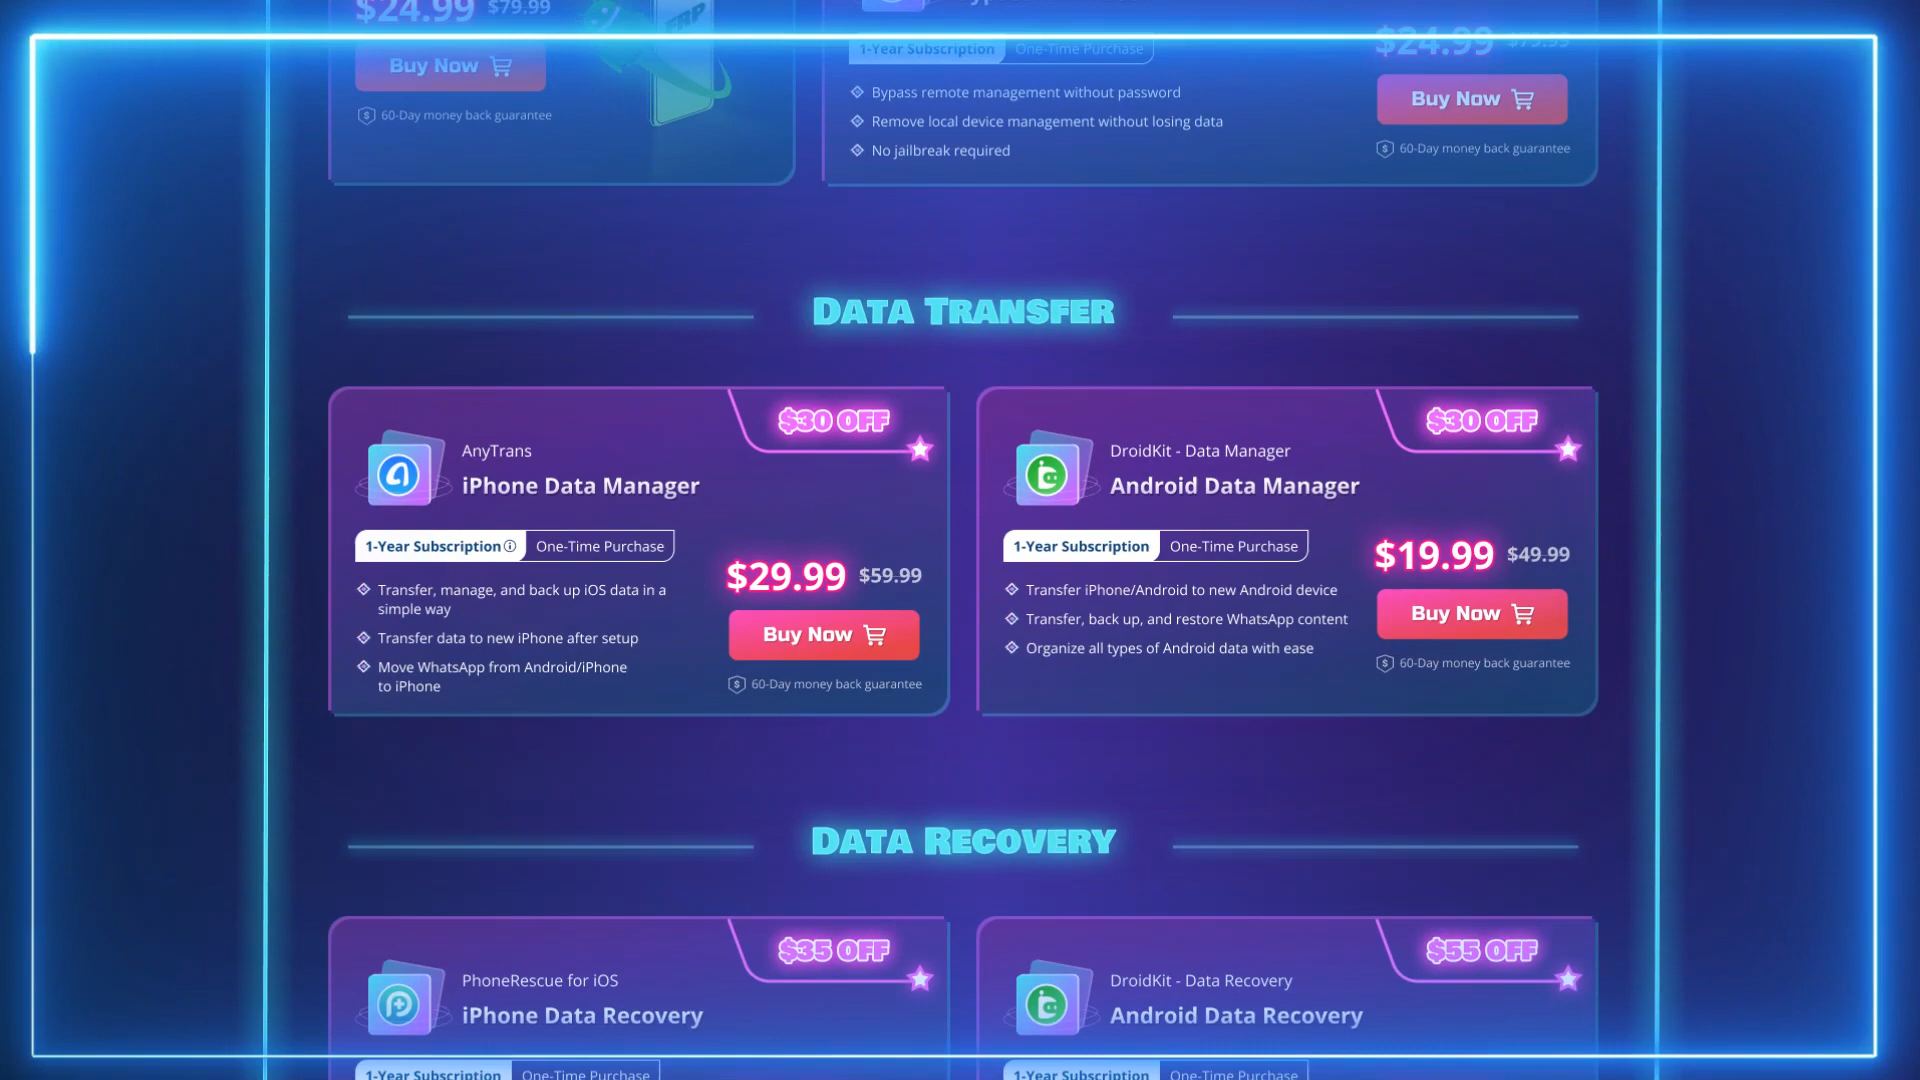 $24.99 $79.99
Buy Now
60-Day money back guarantee
FRP
1-Year Subscription One-Time Purchase
Bypass remote management without password
Remove local device management without losing data
No jailbreak required
$24.99 $79.99
Buy Now
60-Day money back guarantee
DATA TRANSFER
$30 OFF
AnyTrans
iPhone Data Manager
1-Year Subscription One-Time Purchase
Transfer, manage, and back up iOS data in a
simple way
Transfer data to new iPhone after setup
Move WhatsApp from Android/iPhone
to iPhone
$29.99 $59.99
Buy Now
60-Day money back guarantee
$30 OFF
DroidKit - Data Manager
Android Data Manager
1-Year Subscription One-Time Purchase
Transfer iPhone/Android to new Android device
Transfer, back up, and restore WhatsApp content
Organize all types of Android data with ease
$19.99 $49.99
Buy Now
60-Day money back guarantee
DATA RECOVERY
$35 OFF
PhoneRescue for iOS
iPhone Data Recovery
1-Year Subscription One-Time Purchase
$55 OFF
DroidKit - Data Recovery
Android Data Recovery
1-Year Subscription One-Time Purchase